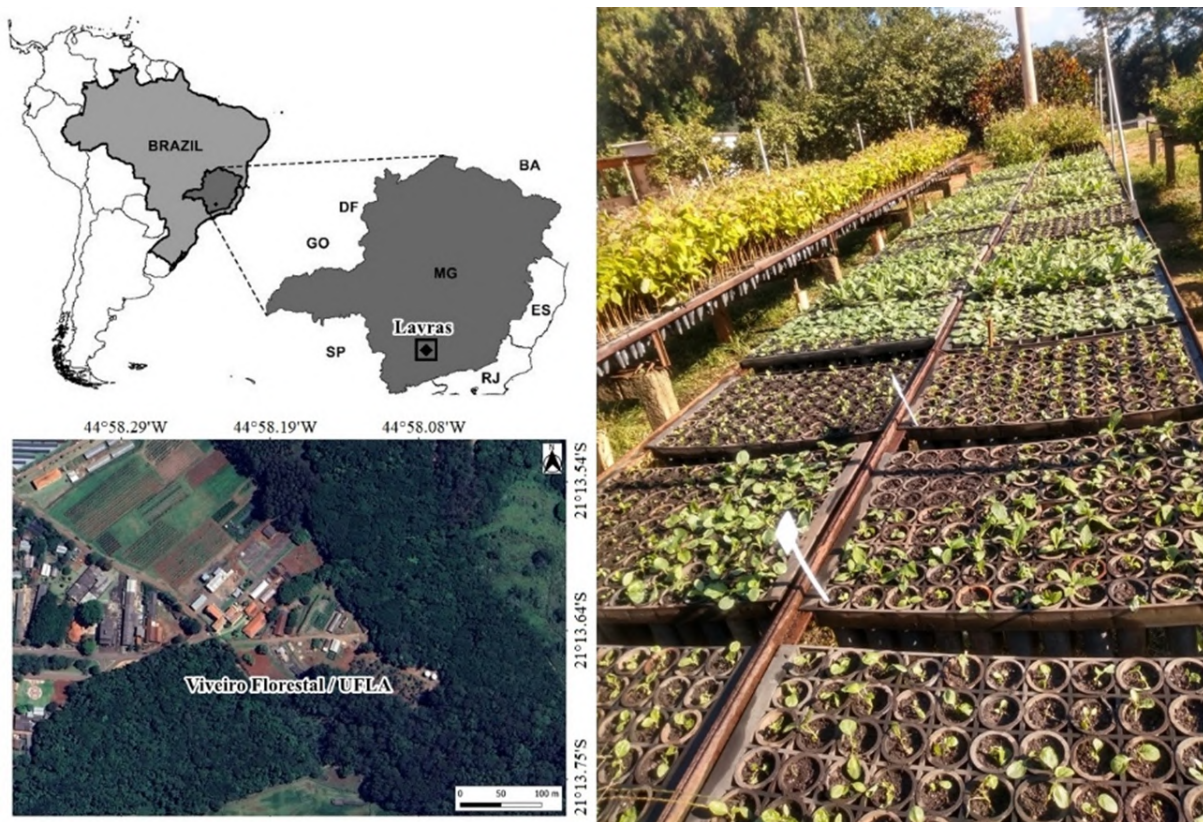 BRAZIL
BA
DF
GO
MG
ES
Lavras
SP
RJ
44°58.29'W 44°58.19'W 44°58.08'W
N
21°13.54'S
21°13.64'S
21°13.75'S
Viveiro Florestal / UFLA
0 50 100 m